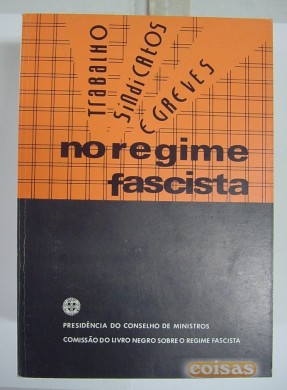 Trabalho
SindiCAtos
E GREVES
no regime
fascista
PRESIDÊNCIA DO CONSELHO DE MINISTROS
COMISSÃO DO LIVRO NEGRO SOBRE O REGIME FASCISTA
coisas